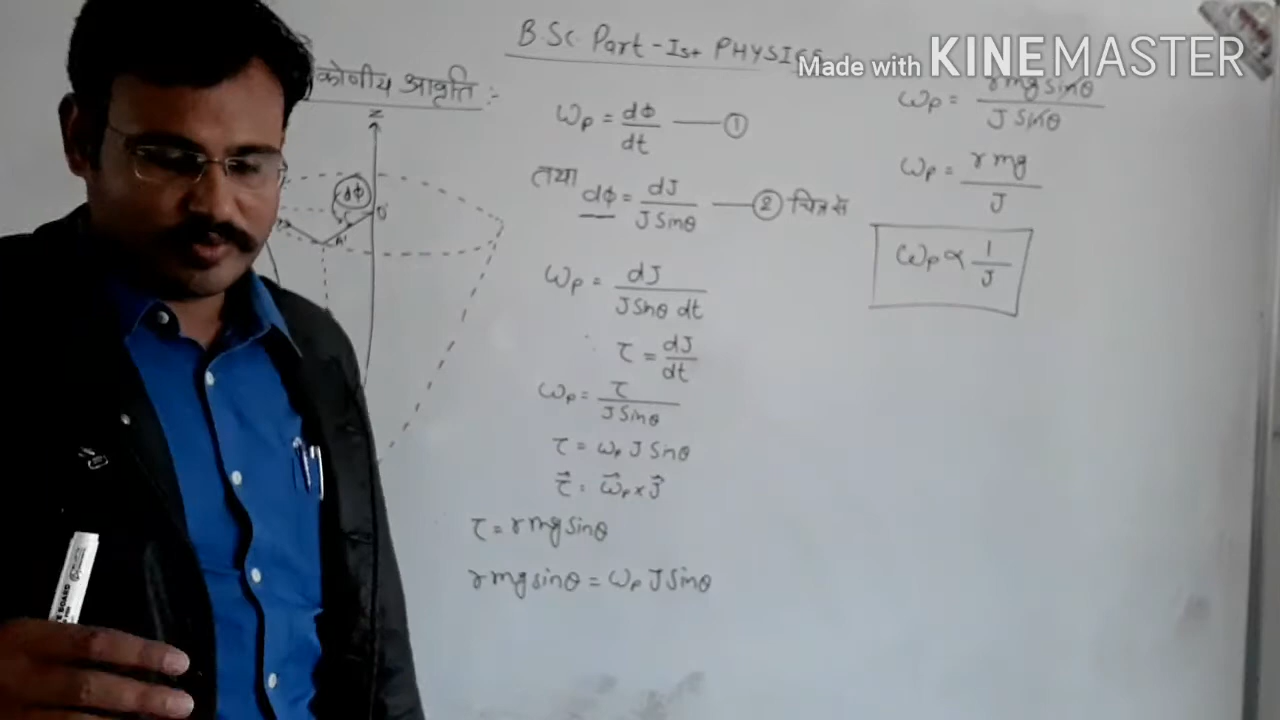 B.Sc. Part-Ist PHYSICS
Made with KINEMASTER
कोणीय आवृत्ति :-
Z
dϕ
O'
A'
ωp = dϕ/dt —— ①
तथा dϕ = dJ/J Sinθ —— ② चित्र से
ωp = dJ/JSinθ dt
∵ τ = dJ/dt
ωp = τ/J Sinθ
τ = ωp J Sinθ
τ⃗ = ω⃗p × J⃗
τ = rmg sinθ
rmg sinθ = ωp J Sinθ
ωp = rmg sinθ/J Sinθ
ωp = rmg/J
ωp ∝ 1/J